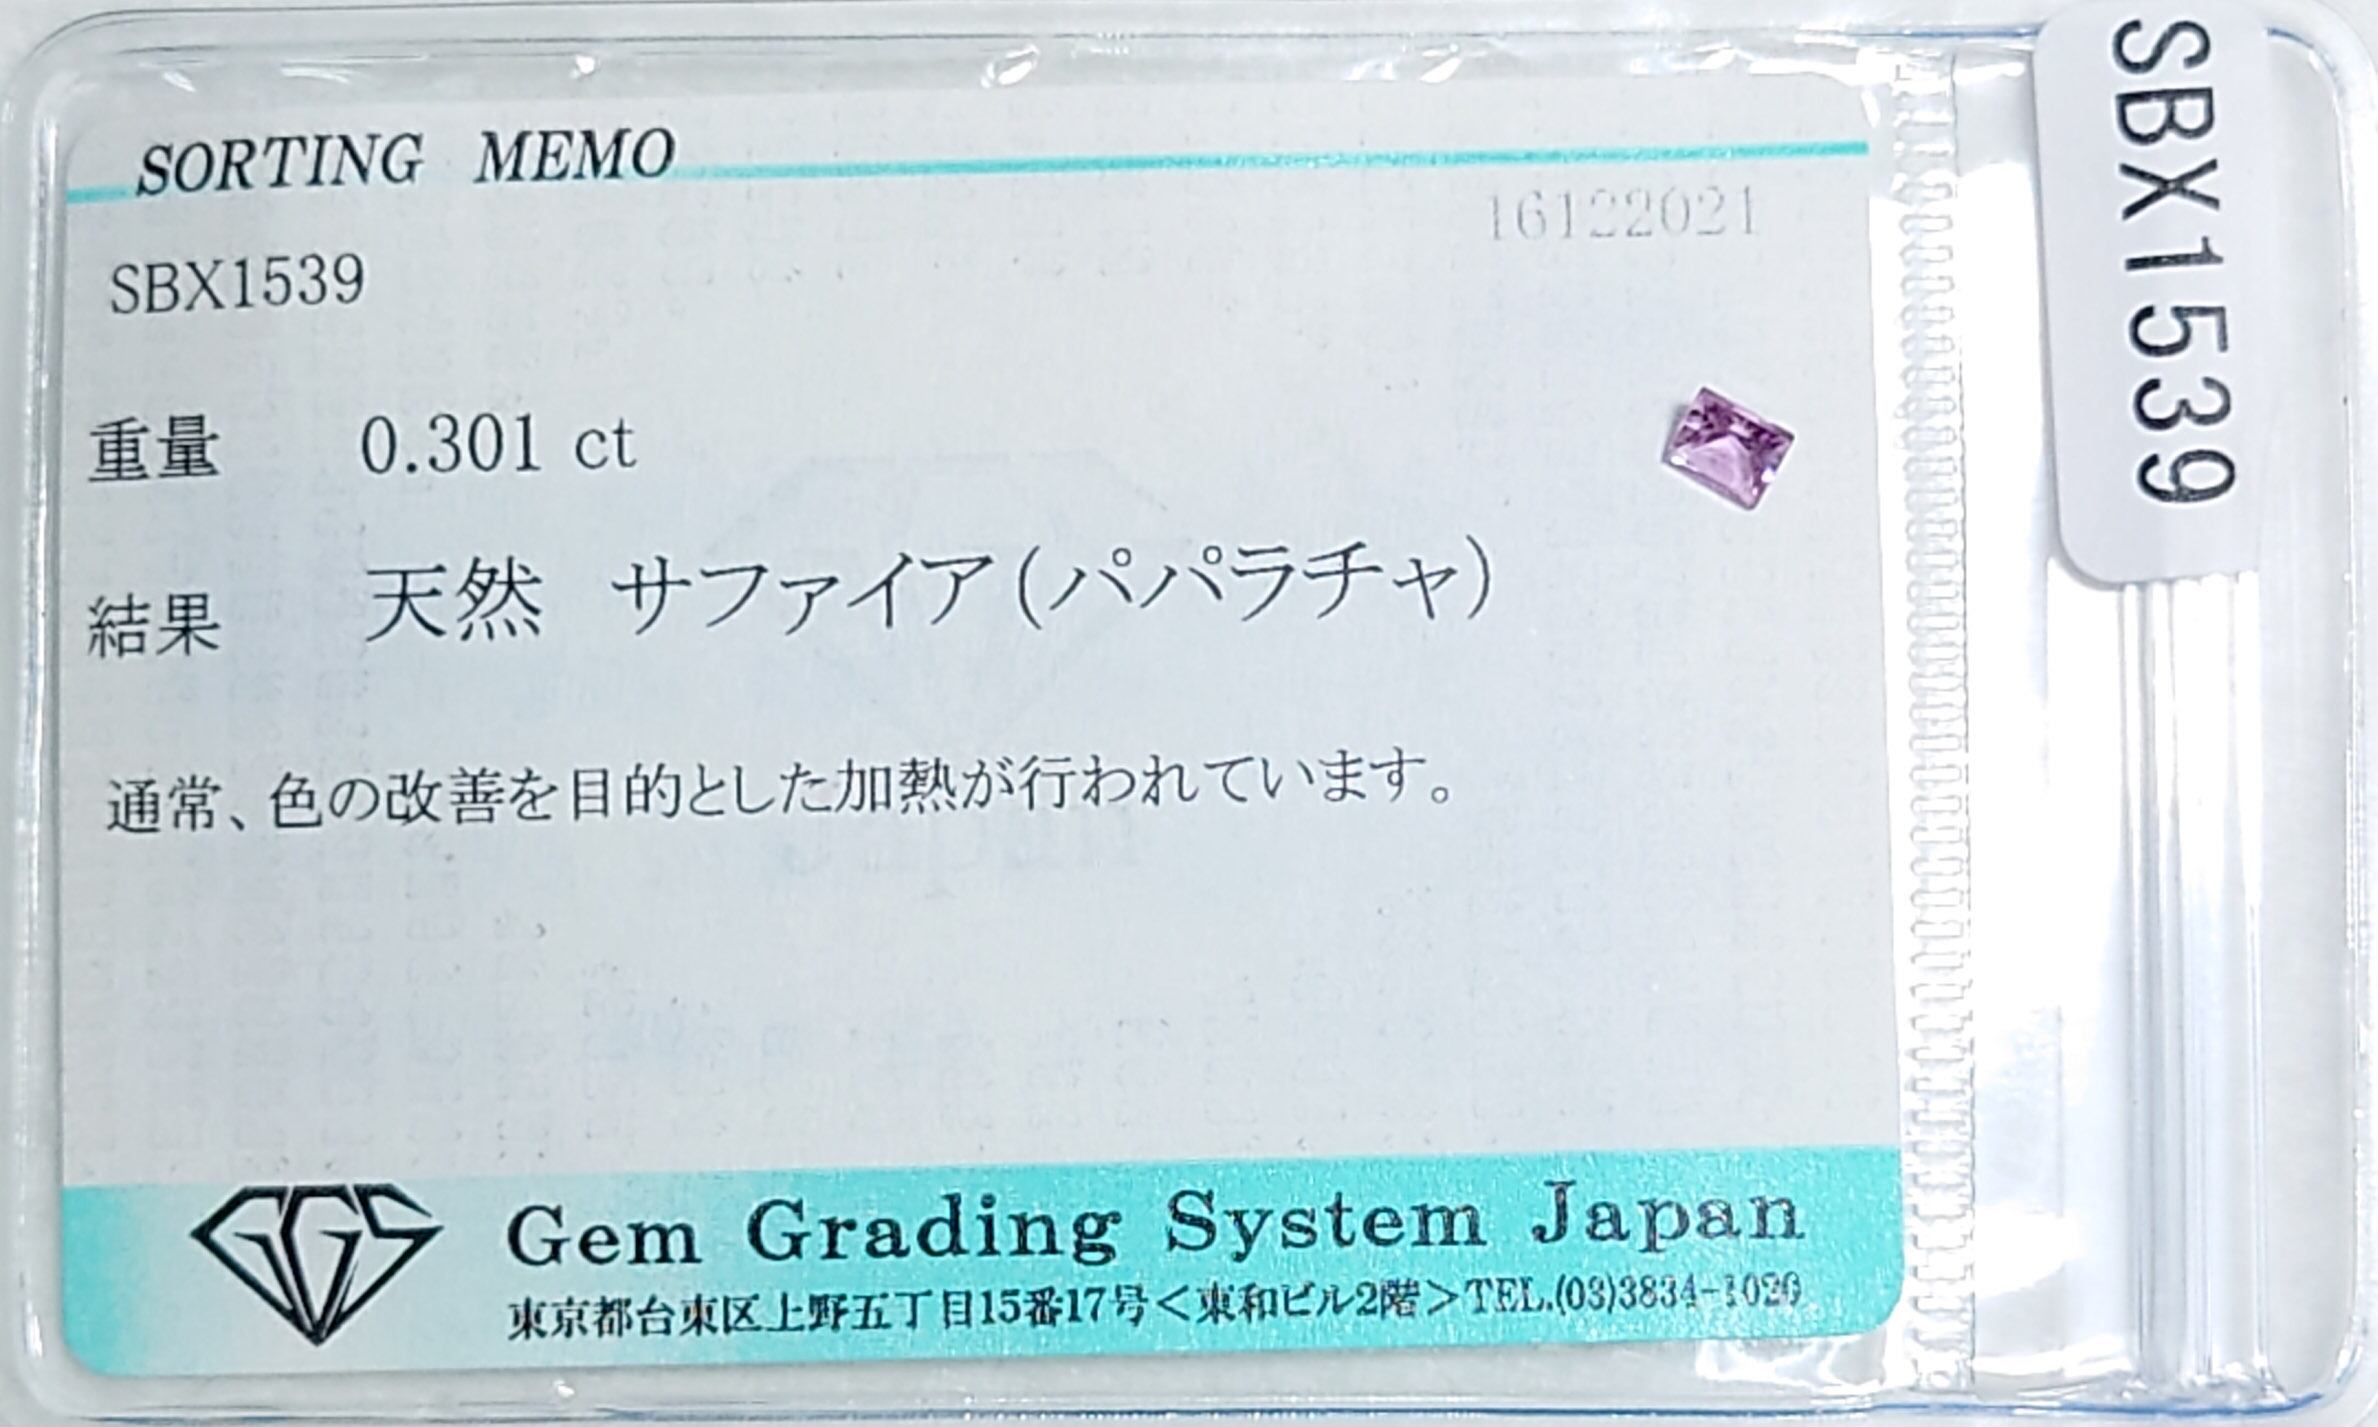 SORTING MEMO
16122021
SBX1539
重量 0.301 ct
結果 天然 サファイア(パパラチャ)
通常、色の改善を目的とした加熱が行われています。
GGS
Gem Grading System Japan
東京都台東区上野五丁目15番17号<東和ビル2階>TEL.(03)3834-1020
SBX1539